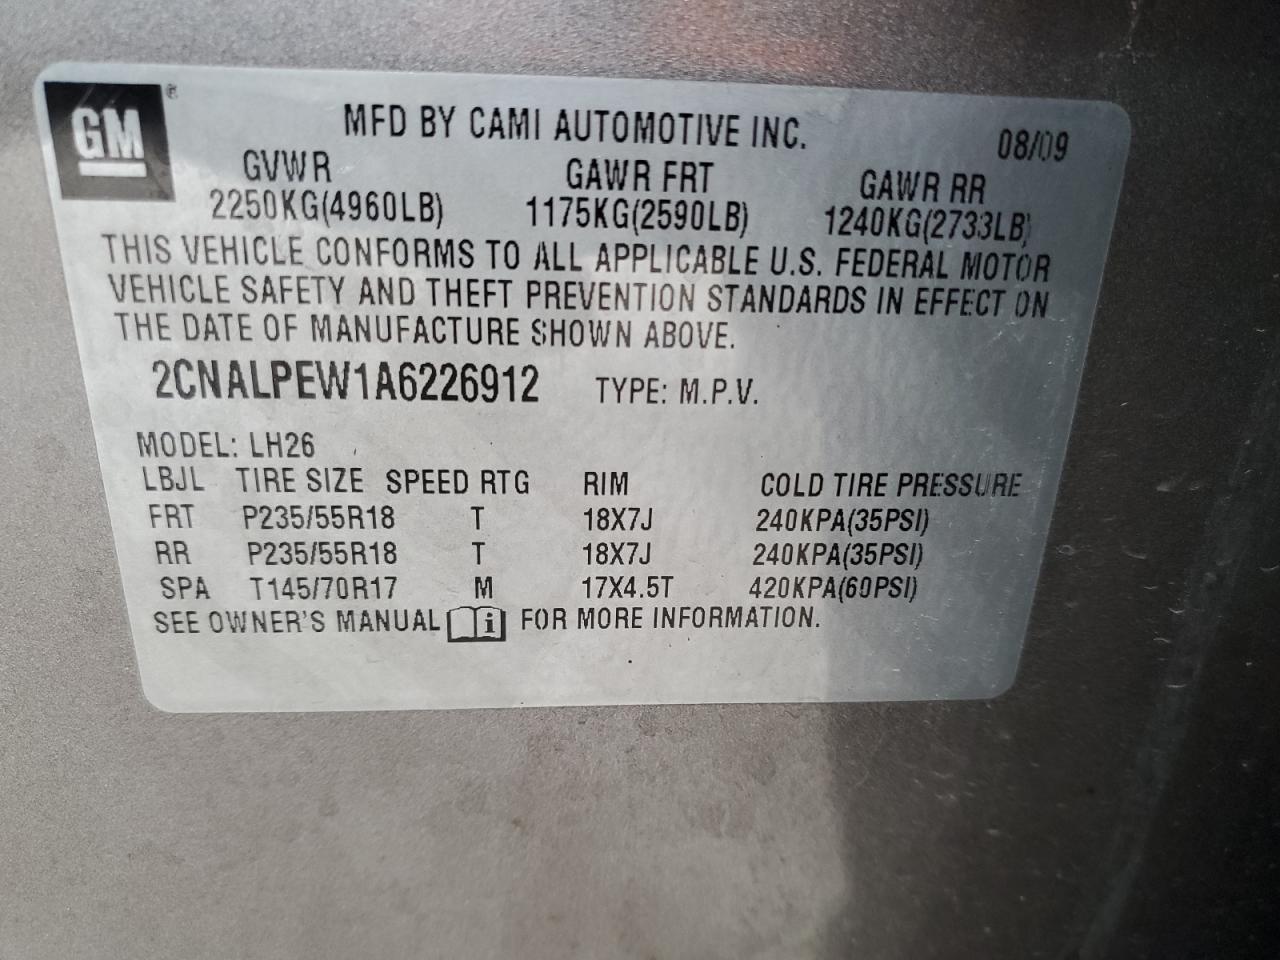 GM ®
MFD BY CAMI AUTOMOTIVE INC. 08/09
GVWR GAWR FRT GAWR RR
2250KG(4960LB) 1175KG(2590LB) 1240KG(2733LB)
THIS VEHICLE CONFORMS TO ALL APPLICABLE U.S. FEDERAL MOTOR
VEHICLE SAFETY AND THEFT PREVENTION STANDARDS IN EFFECT ON
THE DATE OF MANUFACTURE SHOWN ABOVE.
2CNALPEW1A6226912 TYPE: M.P.V.
MODEL: LH26
LBJL TIRE SIZE SPEED RTG RIM COLD TIRE PRESSURE
FRT P235/55R18 T 18X7J 240KPA(35PSI)
RR P235/55R18 T 18X7J 240KPA(35PSI)
SPA T145/70R17 M 17X4.5T 420KPA(60PSI)
SEE OWNER'S MANUAL i FOR MORE INFORMATION.